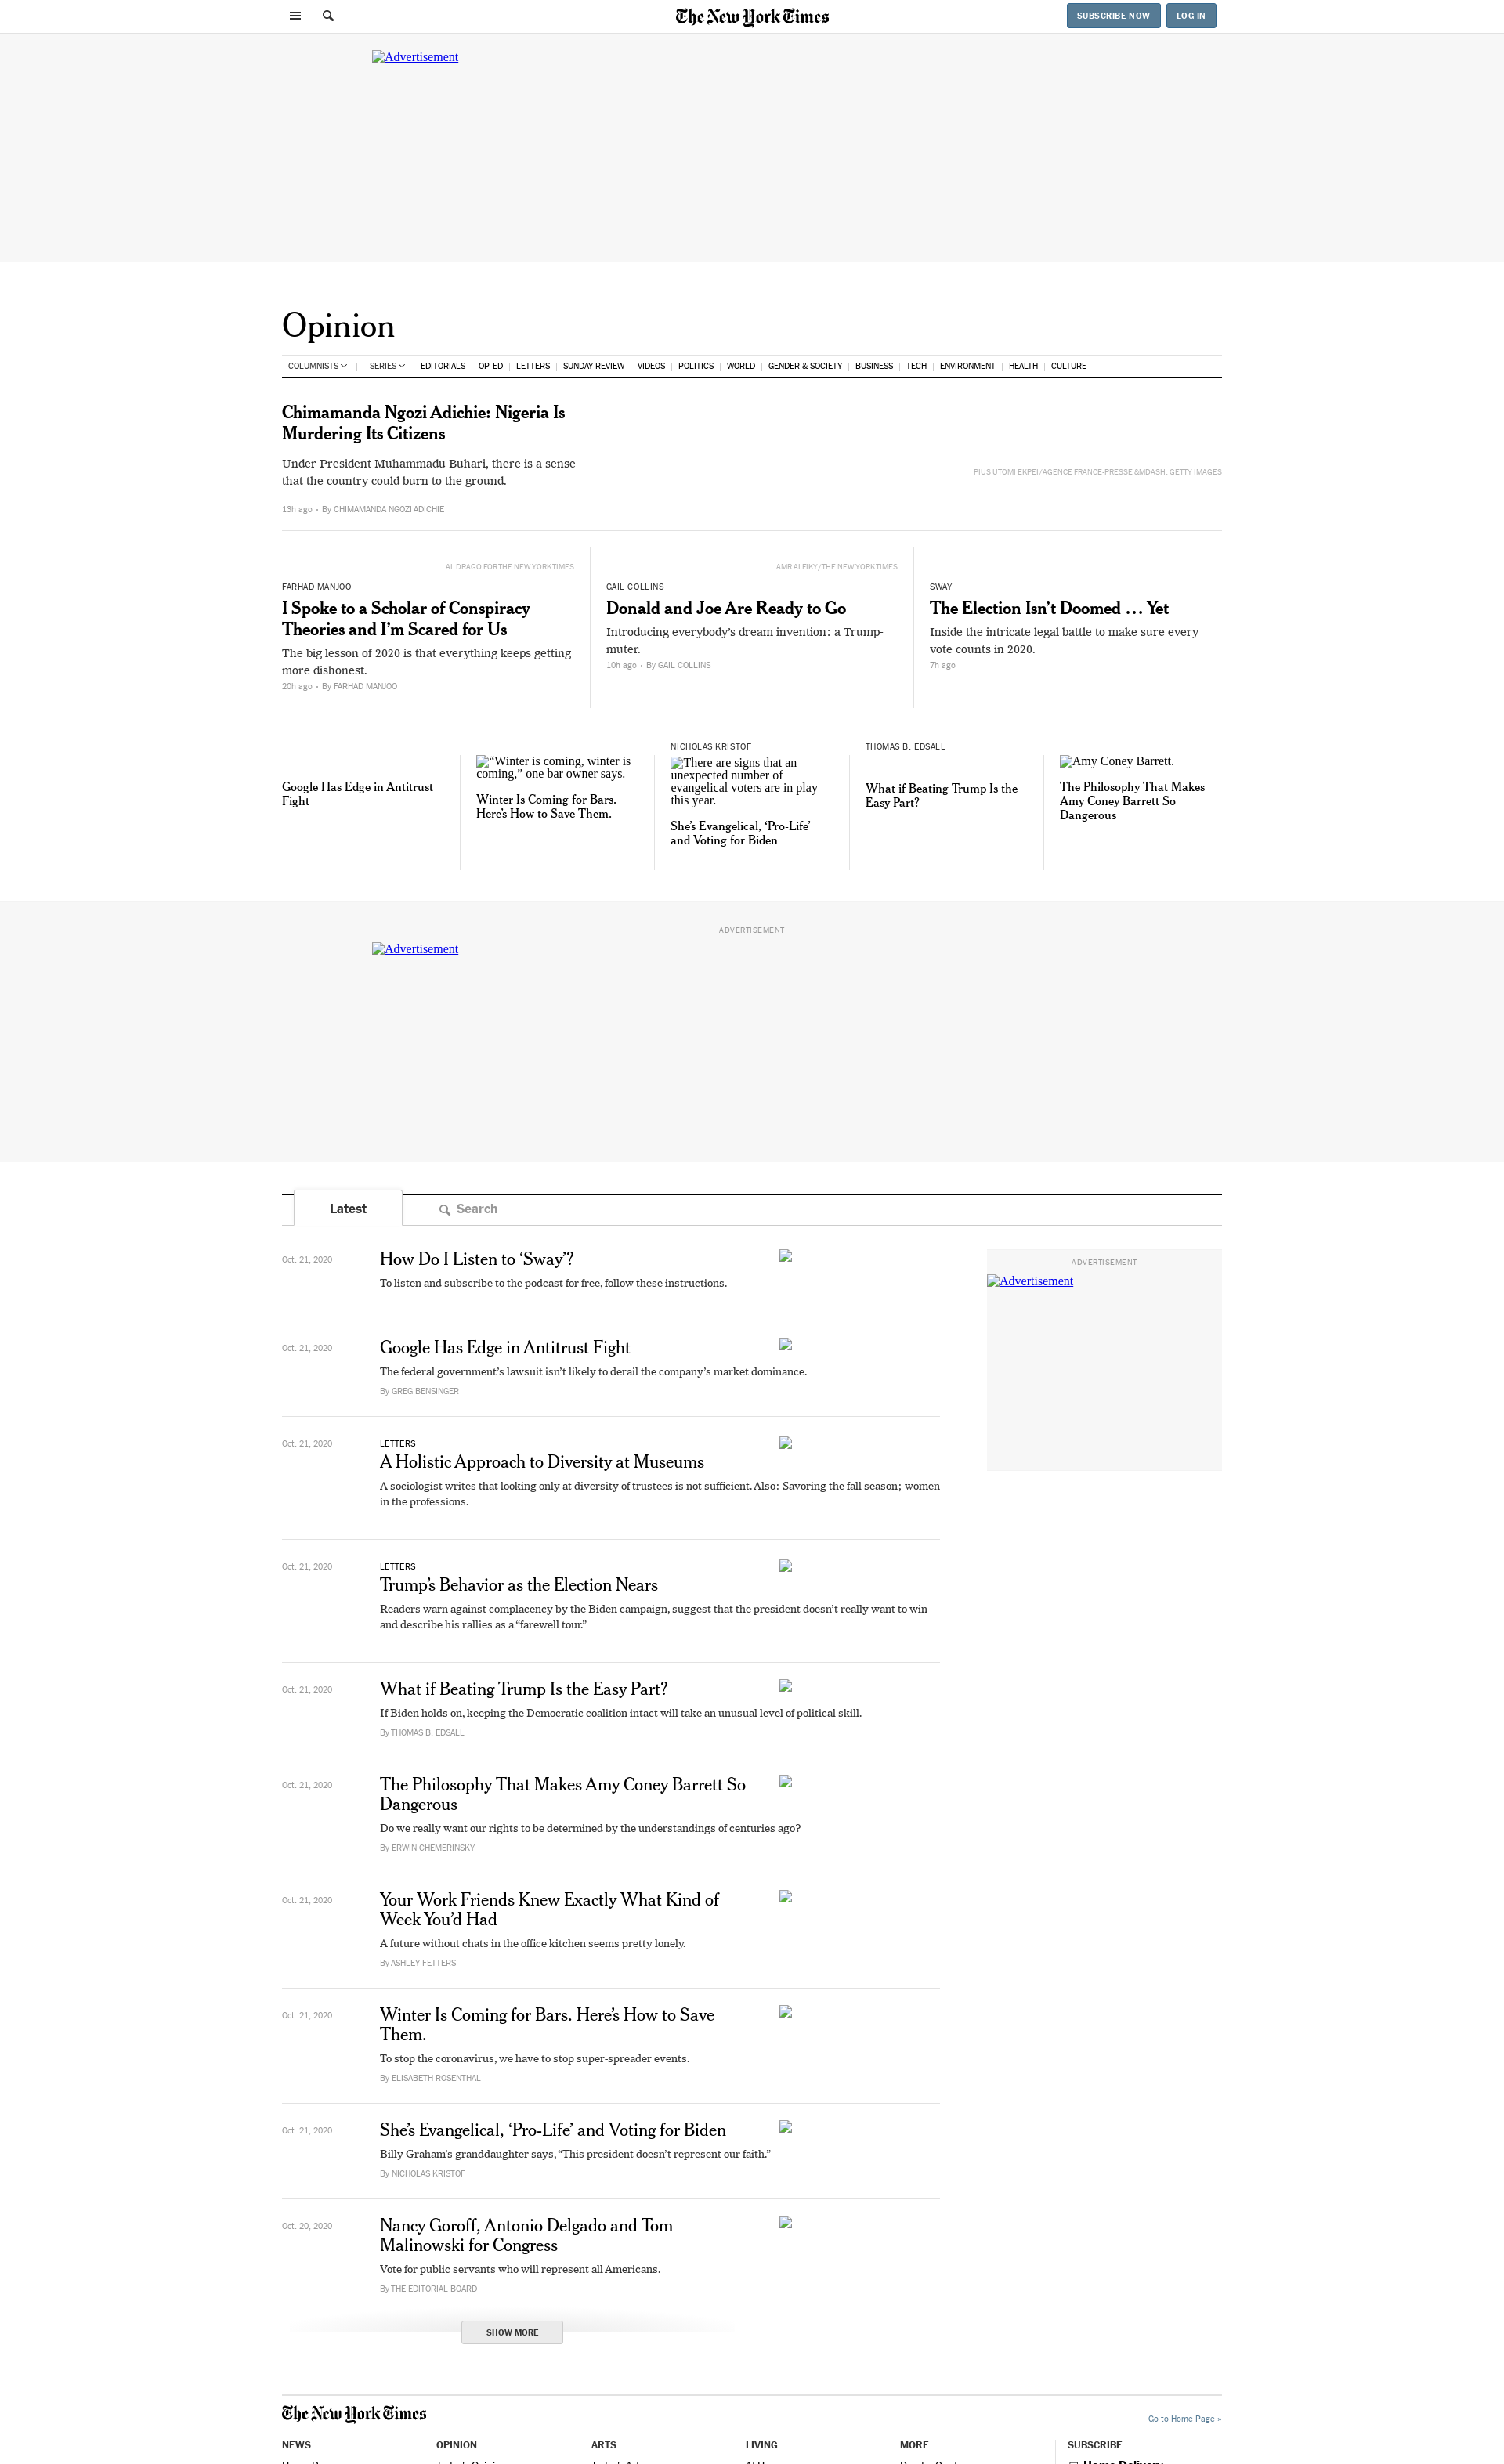 The New York Times
SUBSCRIBE NOW
LOG IN
Advertisement
Opinion
COLUMNISTS
SERIES
EDITORIALS
OP-ED
LETTERS
SUNDAY REVIEW
VIDEOS
POLITICS
WORLD
GENDER & SOCIETY
BUSINESS
TECH
ENVIRONMENT
HEALTH
CULTURE
Chimamanda Ngozi Adichie: Nigeria Is
Murdering Its Citizens
Under President Muhammadu Buhari, there is a sense
that the country could burn to the ground.
13h ago • By CHIMAMANDA NGOZI ADICHIE
PIUS UTOMI EKPEI/AGENCE FRANCE-PRESSE &MDASH; GETTY IMAGES
AL DRAGO FOR THE NEW YORK TIMES
FARHAD MANJOO
I Spoke to a Scholar of Conspiracy
Theories and I’m Scared for Us
The big lesson of 2020 is that everything keeps getting
more dishonest.
20h ago • By FARHAD MANJOO
AMR ALFIKY/THE NEW YORK TIMES
GAIL COLLINS
Donald and Joe Are Ready to Go
Introducing everybody’s dream invention: a Trump-
muter.
10h ago • By GAIL COLLINS
SWAY
The Election Isn’t Doomed … Yet
Inside the intricate legal battle to make sure every
vote counts in 2020.
7h ago
Google Has Edge in Antitrust
Fight
“Winter is coming, winter is
coming,” one bar owner says.
Winter Is Coming for Bars.
Here’s How to Save Them.
NICHOLAS KRISTOF
There are signs that an
unexpected number of
evangelical voters are in play
this year.
She’s Evangelical, ‘Pro-Life’
and Voting for Biden
THOMAS B. EDSALL
What if Beating Trump Is the
Easy Part?
Amy Coney Barrett.
The Philosophy That Makes
Amy Coney Barrett So
Dangerous
ADVERTISEMENT
Advertisement
Latest
Search
Oct. 21, 2020
How Do I Listen to ‘Sway’?
To listen and subscribe to the podcast for free, follow these instructions.
ADVERTISEMENT
Advertisement
Oct. 21, 2020
Google Has Edge in Antitrust Fight
The federal government’s lawsuit isn’t likely to derail the company’s market dominance.
By GREG BENSINGER
Oct. 21, 2020
LETTERS
A Holistic Approach to Diversity at Museums
A sociologist writes that looking only at diversity of trustees is not sufficient. Also: Savoring the fall season; women
in the professions.
Oct. 21, 2020
LETTERS
Trump’s Behavior as the Election Nears
Readers warn against complacency by the Biden campaign, suggest that the president doesn’t really want to win
and describe his rallies as a “farewell tour.”
Oct. 21, 2020
What if Beating Trump Is the Easy Part?
If Biden holds on, keeping the Democratic coalition intact will take an unusual level of political skill.
By THOMAS B. EDSALL
Oct. 21, 2020
The Philosophy That Makes Amy Coney Barrett So
Dangerous
Do we really want our rights to be determined by the understandings of centuries ago?
By ERWIN CHEMERINSKY
Oct. 21, 2020
Your Work Friends Knew Exactly What Kind of
Week You’d Had
A future without chats in the office kitchen seems pretty lonely.
By ASHLEY FETTERS
Oct. 21, 2020
Winter Is Coming for Bars. Here’s How to Save
Them.
To stop the coronavirus, we have to stop super-spreader events.
By ELISABETH ROSENTHAL
Oct. 21, 2020
She’s Evangelical, ‘Pro-Life’ and Voting for Biden
Billy Graham’s granddaughter says, “This president doesn’t represent our faith.”
By NICHOLAS KRISTOF
Oct. 20, 2020
Nancy Goroff, Antonio Delgado and Tom
Malinowski for Congress
Vote for public servants who will represent all Americans.
By THE EDITORIAL BOARD
SHOW MORE
The New York Times
Go to Home Page »
NEWS
OPINION
ARTS
LIVING
MORE
SUBSCRIBE